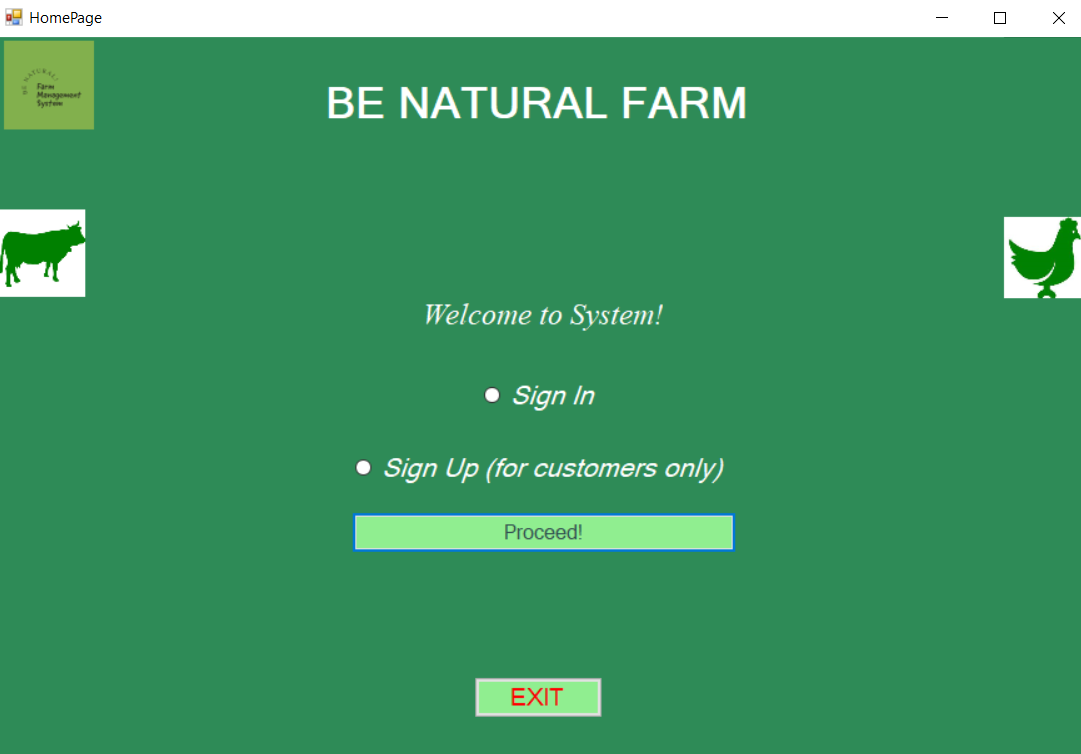 HomePage
BE NATURAL!
Farm
Management
System
BE NATURAL FARM
Welcome to System!
Sign In
Sign Up (for customers only)
Proceed!
EXIT